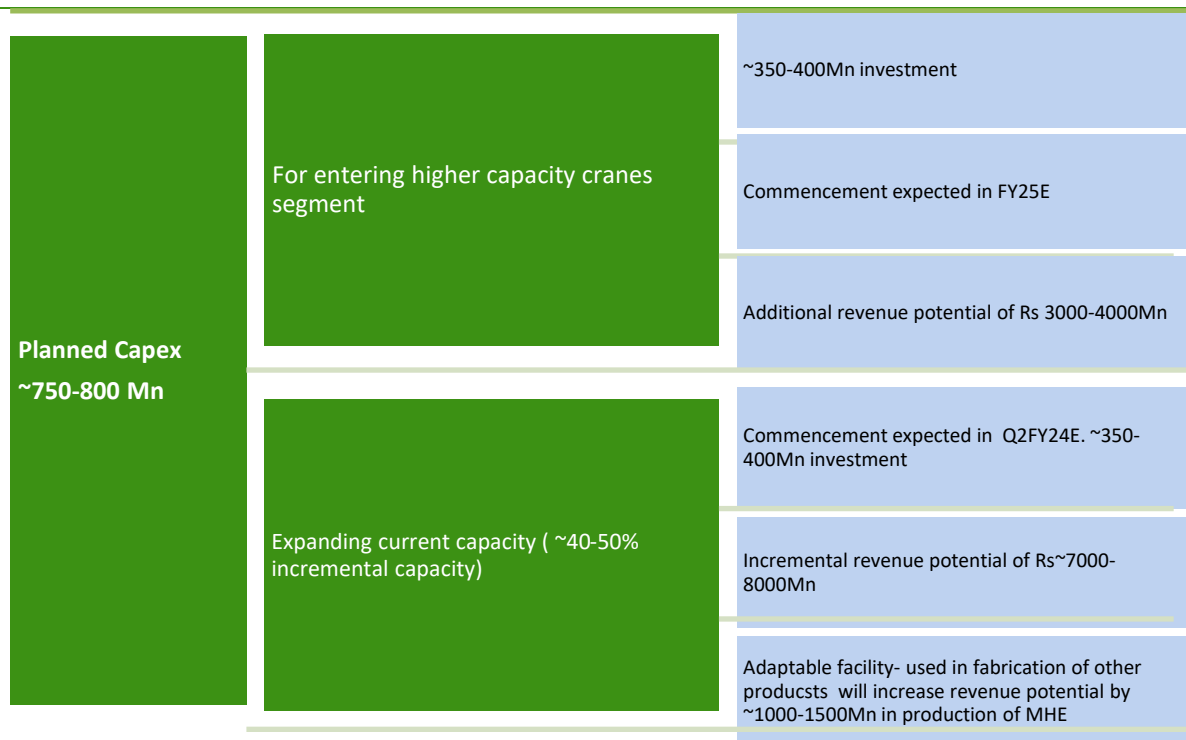 Planned Capex
~750-800 Mn
For entering higher capacity cranes
segment
~350-400Mn investment
Commencement expected in FY25E
Additional revenue potential of Rs 3000-4000Mn
Expanding current capacity ( ~40-50%
incremental capacity)
Commencement expected in  Q2FY24E. ~350-
400Mn investment
Incremental revenue potential of Rs~7000-
8000Mn
Adaptable facility- used in fabrication of other
producsts  will increase revenue potential by
~1000-1500Mn in production of MHE